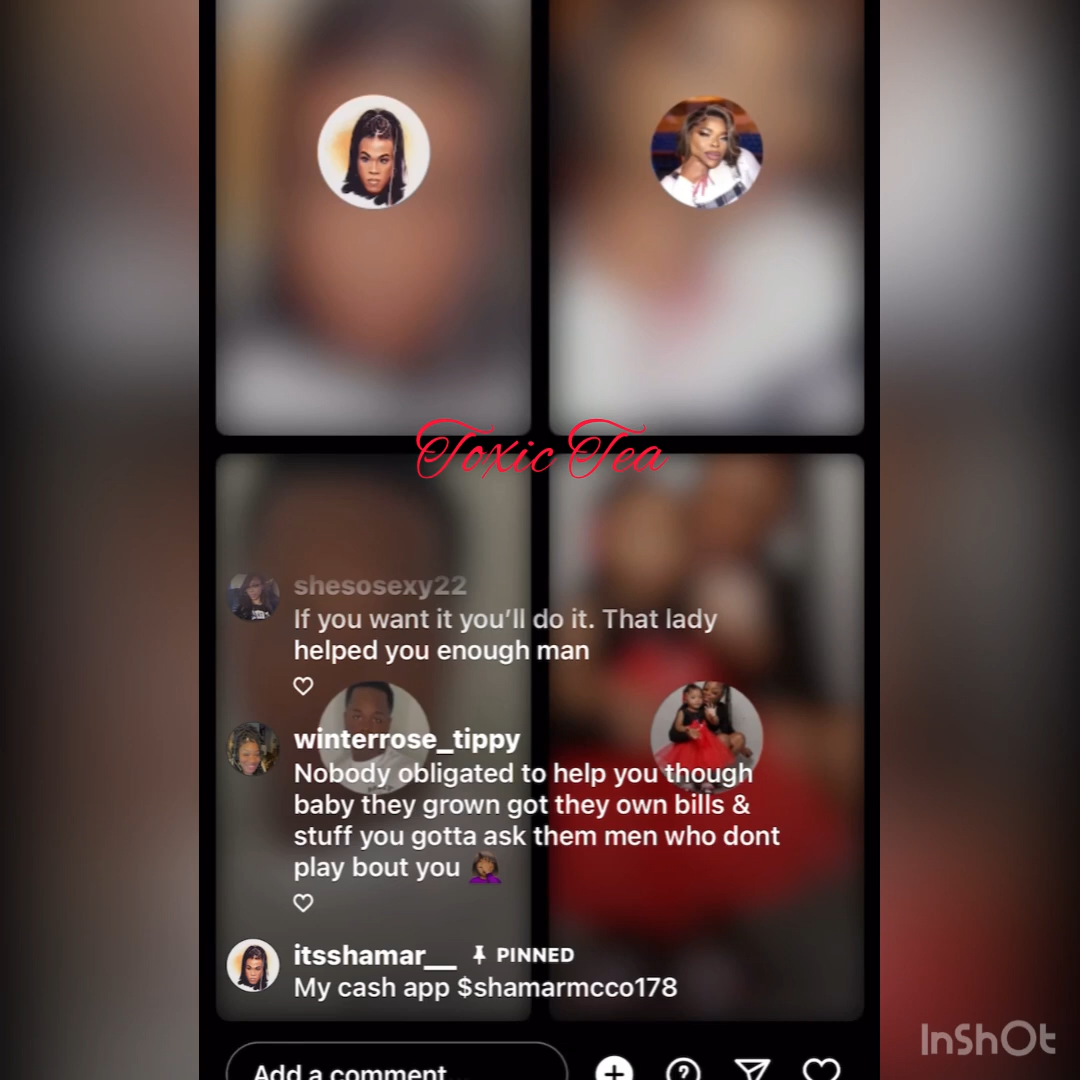 Toxic Tea
shesosexy22
If you want it you’ll do it. That lady
helped you enough man
winterrose_tippy
Nobody obligated to help you though
baby they grown got they own bills &
stuff you gotta ask them men who dont
play bout you 🤦🏾‍♀️
itsshamar__ PINNED
My cash app $shamarmcco178
Add a comment...
InShOt